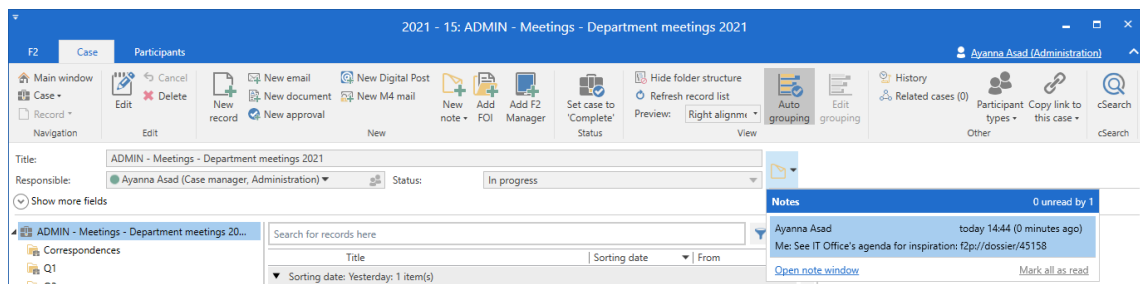 2021 - 15: ADMIN - Meetings - Department meetings 2021
F2 Case Participants Ayanna Asad (Administration)
Main window
Case
Record
Navigation
Edit
Cancel
Delete
Edit
New record
New email
New document
New approval
New Digital Post
New M4 mail
New note
Add FOI
Add F2 Manager
New
Set case to 'Complete'
Status
Hide folder structure
Refresh record list
Preview: Right alignme
Auto grouping
Edit grouping
View
History
Related cases (0)
Participant types
Copy link to this case
Other
cSearch
cSearch
Title: ADMIN - Meetings - Department meetings 2021
Responsible: Ayanna Asad (Case manager, Administration) Status: In progress
Show more fields
Notes 0 unread by 1
Ayanna Asad today 14:44 (0 minutes ago)
Me: See IT Office's agenda for inspiration: f2p://dossier/45158
Open note window Mark all as read
ADMIN - Meetings - Department meetings 20...
Correspondences
Q1
Search for records here
Title Sorting date From
Sorting date: Yesterday: 1 item(s)